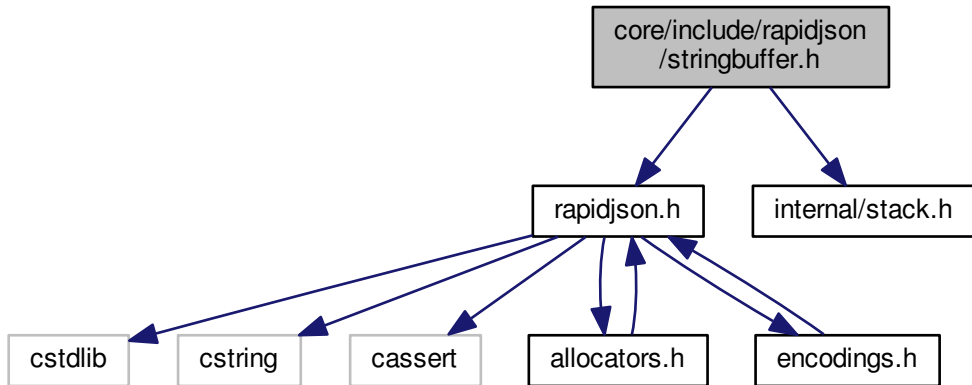 core/include/rapidjson
/stringbuffer.h
rapidjson.h
internal/stack.h
cstdlib
cstring
cassert
allocators.h
encodings.h